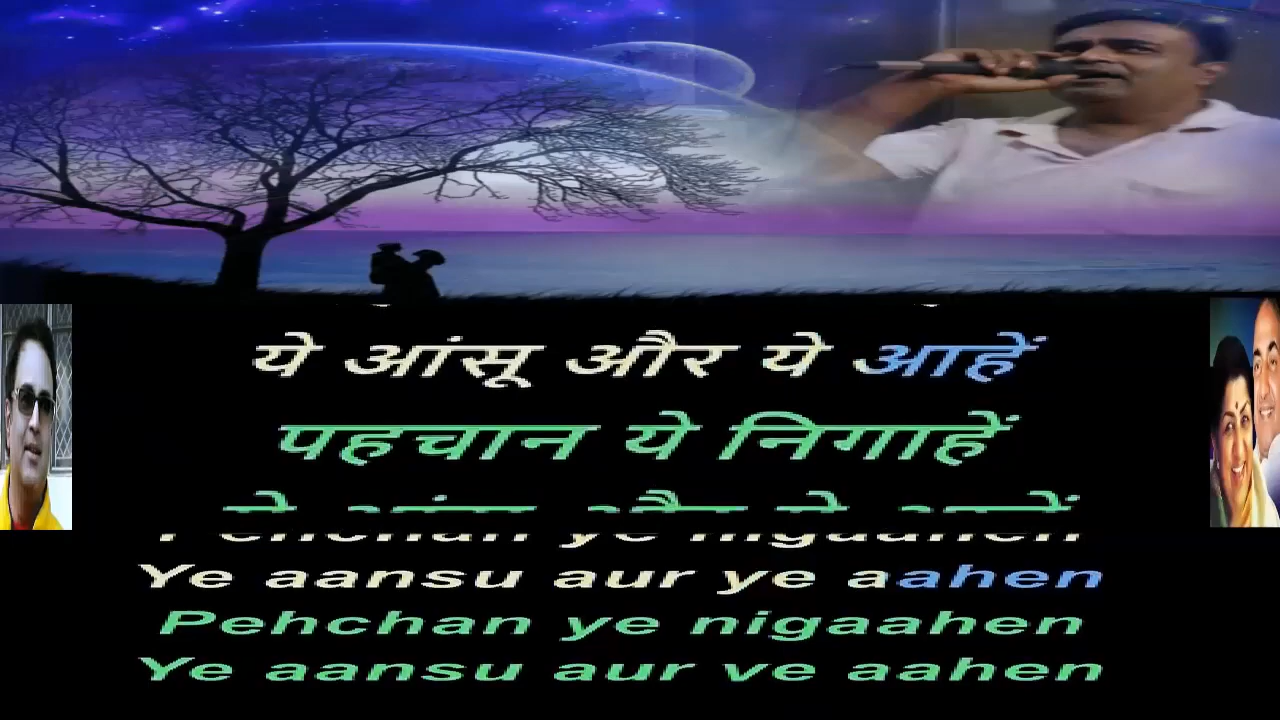 ये आंसू और ये आहें
पहचान ये निगाहें
Ye aansu aur ye aahen
Pehchan ye nigaahen
Ye aansu aur ye aahen